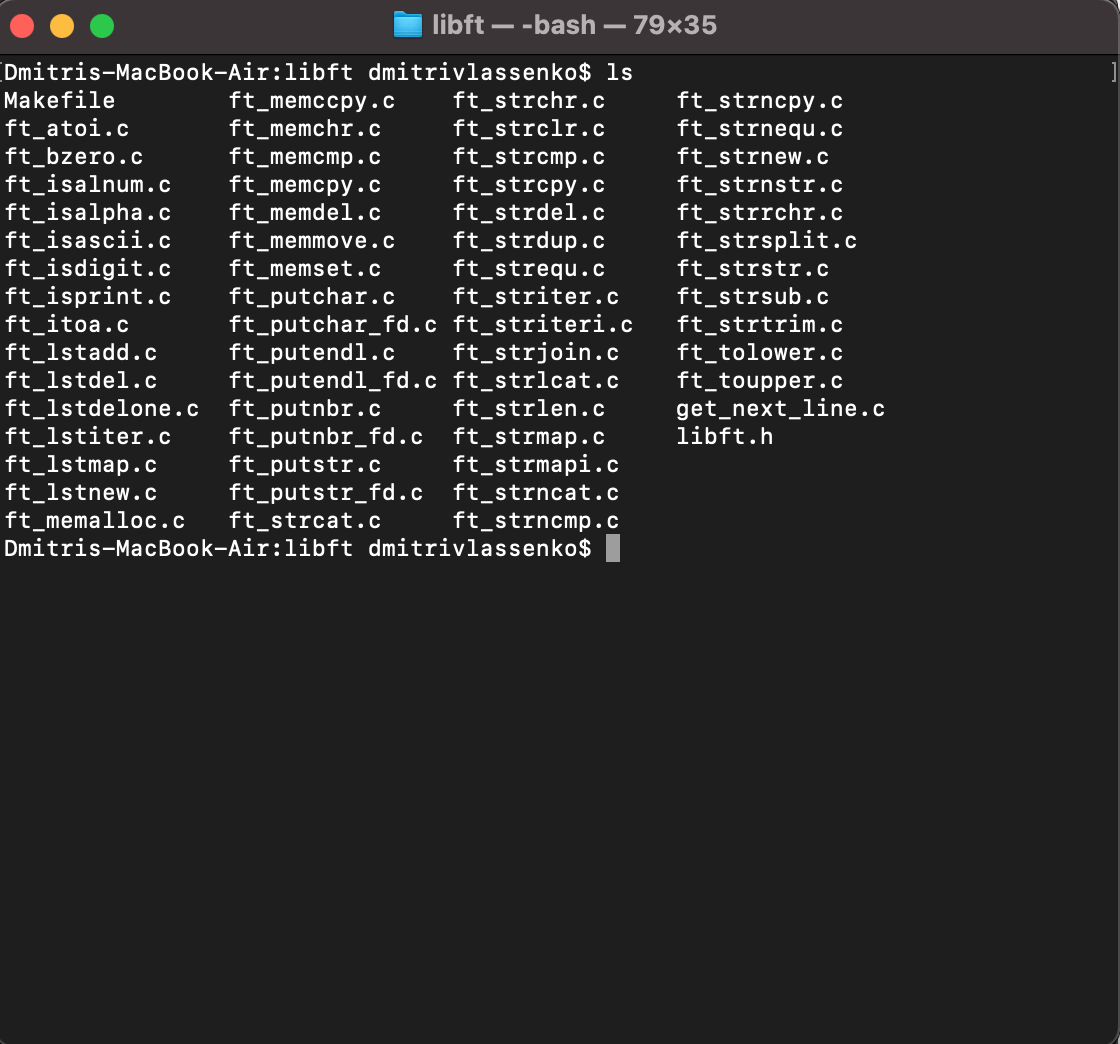 libft — -bash — 79×35
[Dmitris-MacBook-Air:libft dmitrivlassenko$ ls ]
Makefile ft_memccpy.c ft_strchr.c ft_strncpy.c
ft_atoi.c ft_memchr.c ft_strclr.c ft_strnequ.c
ft_bzero.c ft_memcmp.c ft_strcmp.c ft_strnew.c
ft_isalnum.c ft_memcpy.c ft_strcpy.c ft_strnstr.c
ft_isalpha.c ft_memdel.c ft_strdel.c ft_strrchr.c
ft_isascii.c ft_memmove.c ft_strdup.c ft_strsplit.c
ft_isdigit.c ft_memset.c ft_strequ.c ft_strstr.c
ft_isprint.c ft_putchar.c ft_striter.c ft_strsub.c
ft_itoa.c ft_putchar_fd.c ft_striteri.c ft_strtrim.c
ft_lstadd.c ft_putendl.c ft_strjoin.c ft_tolower.c
ft_lstdel.c ft_putendl_fd.c ft_strlcat.c ft_toupper.c
ft_lstdelone.c ft_putnbr.c ft_strlen.c get_next_line.c
ft_lstiter.c ft_putnbr_fd.c ft_strmap.c libft.h
ft_lstmap.c ft_putstr.c ft_strmapi.c
ft_lstnew.c ft_putstr_fd.c ft_strncat.c
ft_memalloc.c ft_strcat.c ft_strncmp.c
Dmitris-MacBook-Air:libft dmitrivlassenko$